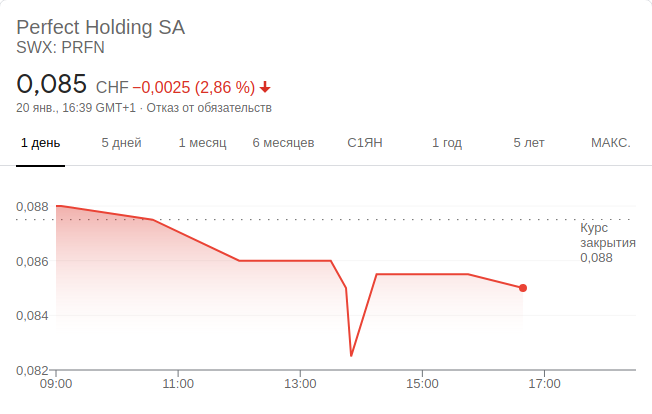 Perfect Holding SA
SWX: PRFN
0,085 CHF −0,0025 (2,86 %)
20 янв., 16:39 GMT+1 · Отказ от обязательств
1 день 5 дней 1 месяц 6 месяцев С1ЯН 1 год 5 лет МАКС.
0,088
Курс
закрытия
0,086
0,088
0,084
0,082
09:00 11:00 13:00 15:00 17:00